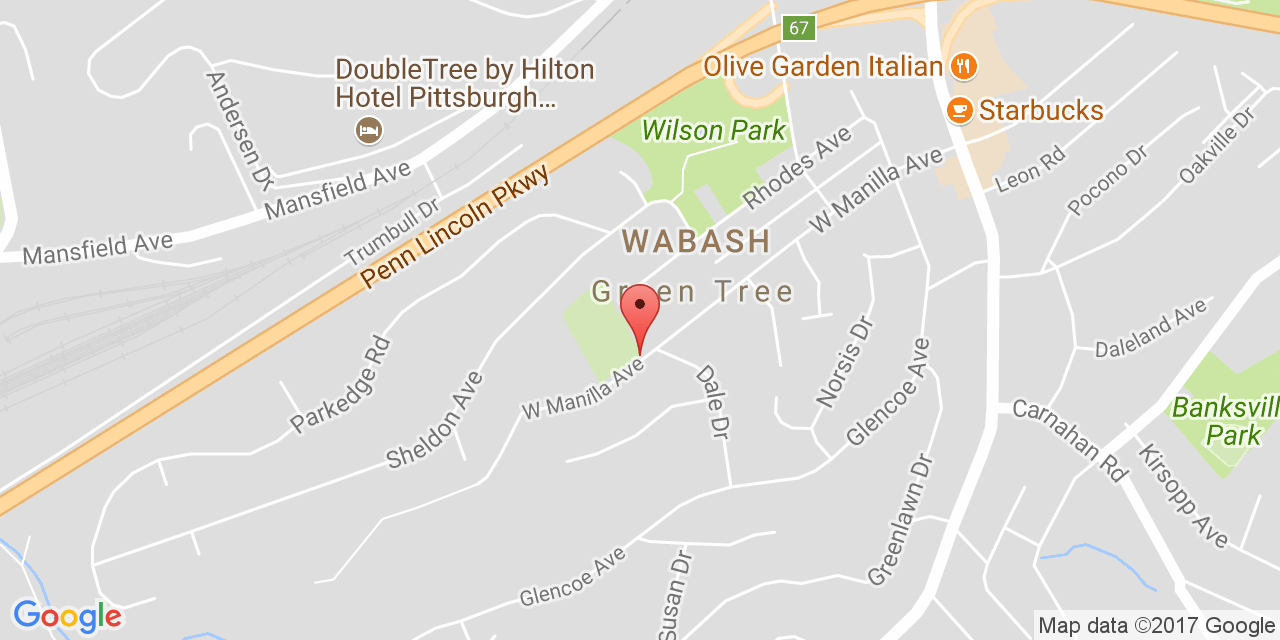 67
Olive Garden Italian
DoubleTree by Hilton
Hotel Pittsburgh...
Starbucks
Andersen Dr
Wilson Park
Rhodes Ave
W Manilla Ave
Leon Rd
Pocono Dr
Oakville Dr
Mansfield Ave
Mansfield Ave
Trumbull Dr
Penn Lincoln Pkwy
WABASH
Green Tree
Parkedge Rd
Sheldon Ave
W Manilla Ave
Dale Dr
Norsis Dr
Glencoe Ave
Daleland Ave
Banksvill
Park
Carnahan Rd
Kirsopp Ave
Greenlawn Dr
Glencoe Ave
Susan Dr
Google
Map data ©2017 Google